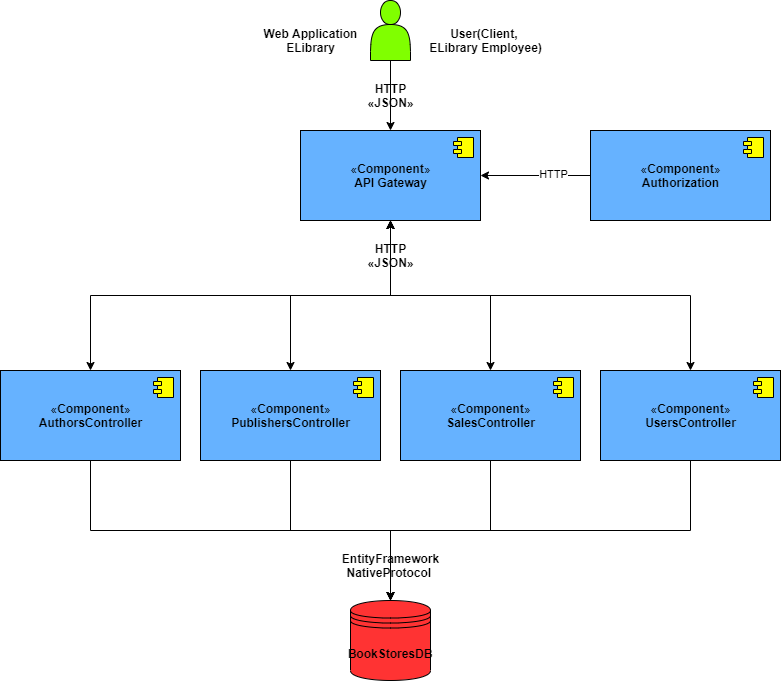 Web Application
ELibrary
User(Client,
ELibrary Employee)
HTTP
«JSON»
«Component»
API Gateway
HTTP
«Component»
Authorization
HTTP
«JSON»
«Component»
AuthorsController
«Component»
PublishersController
«Component»
SalesController
«Component»
UsersController
EntityFramework
NativeProtocol
BookStoresDB